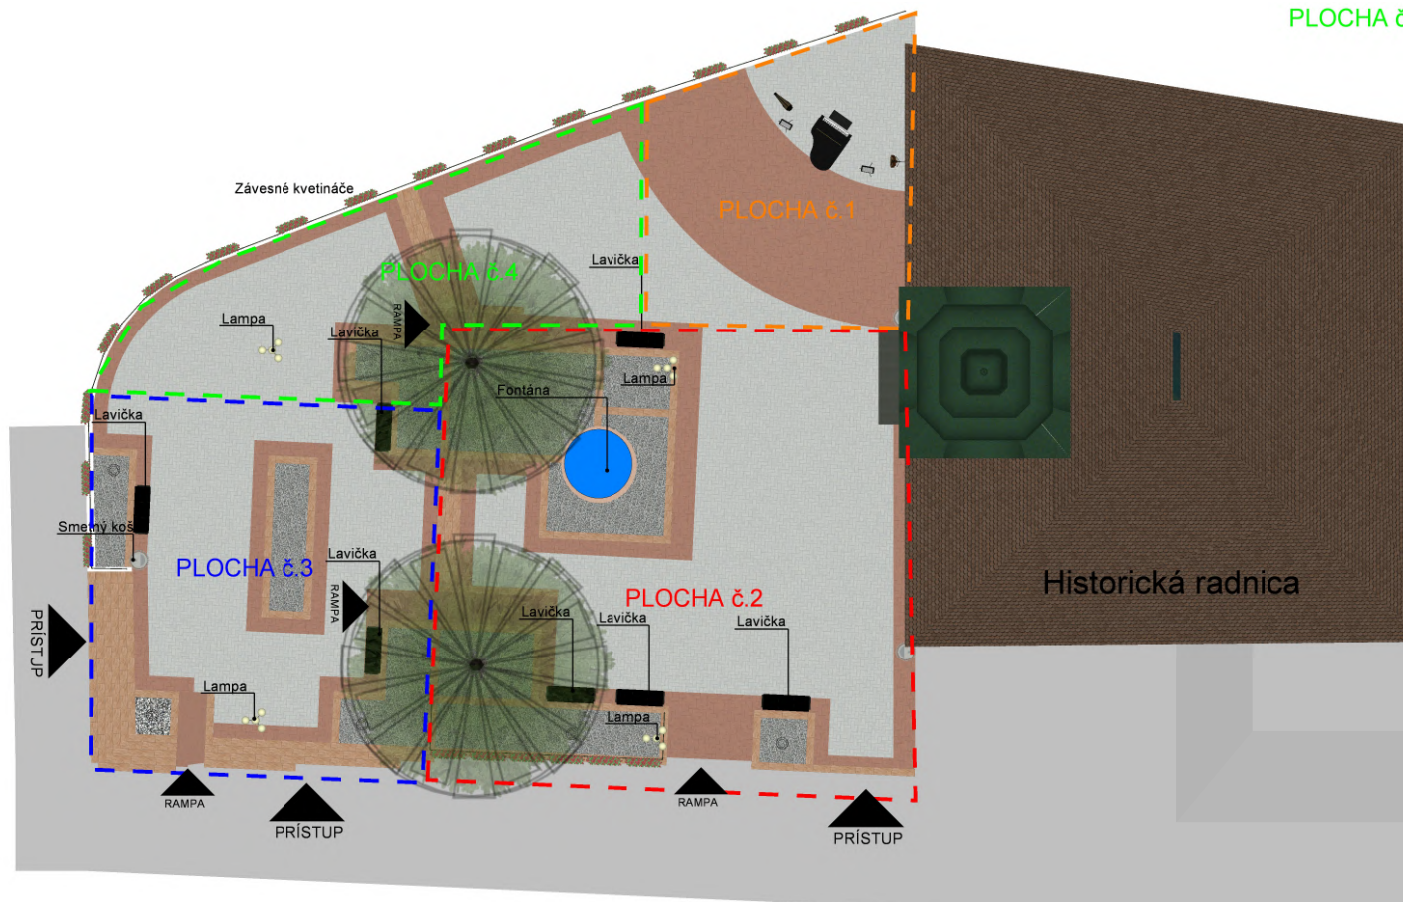 PLOCHA č
Závesné kvetináče
PLOCHA č.1
Lavička
PLOCHA č.4
RAMPA
Lampa
Lavička
Lampa
Fontána
Lavička
Smetný koš
PLOCHA č.3
Lavička
RAMPA
PLOCHA č.2
Historická radnica
Lavička
Lavička
Lavička
PRÍSTUP
Lampa
Lampa
RAMPA
PRÍSTUP
RAMPA
PRÍSTUP